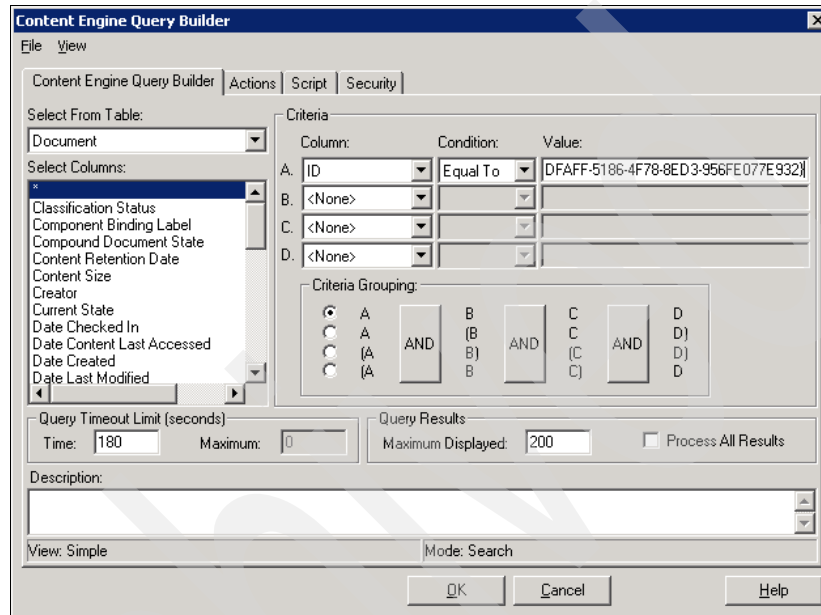 Content Engine Query Builder
File View
Content Engine Query Builder Actions Script Security
Select From Table:
Document
Select Columns:
*
Classification Status
Component Binding Label
Compound Document State
Content Retention Date
Content Size
Creator
Current State
Date Checked In
Date Content Last Accessed
Date Created
Date Last Modified
Criteria
Column: Condition: Value:
A. ID Equal To DFAFF-5186-4F78-8ED3-956FE077E932}
B. <None>
C. <None>
D. <None>
Criteria Grouping:
A B C D
A (B C D)
(A B) (C D)
(A B C) D
AND AND AND
Query Timeout Limit (seconds)
Time: 180 Maximum: 0
Query Results
Maximum Displayed: 200 Process All Results
Description:
View: Simple Mode: Search
OK Cancel Help